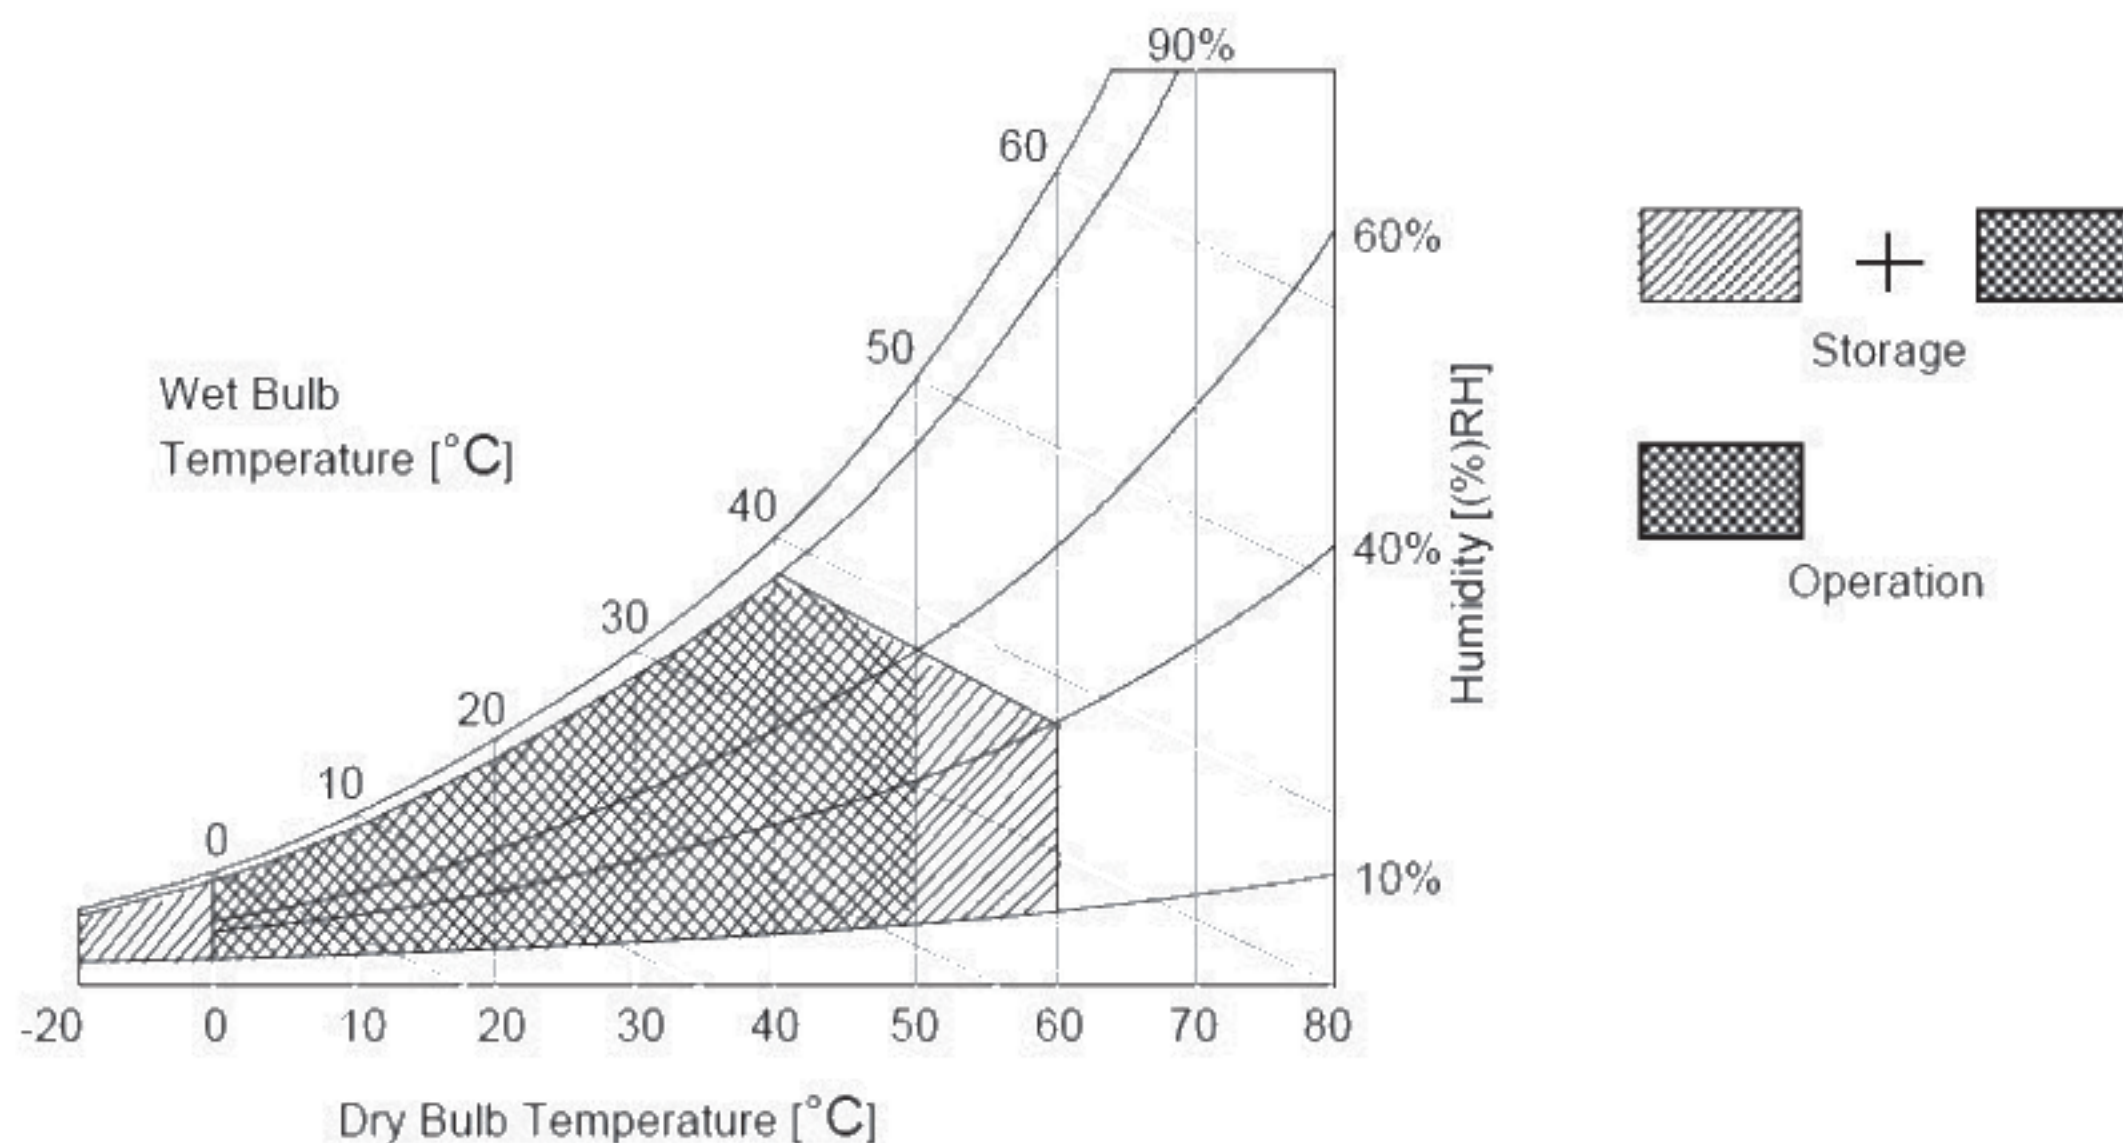 90%
60
60%
50
Storage
Wet Bulb
Temperature [°C]
Humidity [(%)RH]
40
40%
Operation
30
20
10
0
10%
-20 0 10 20 30 40 50 60 70 80
Dry Bulb Temperature [°C]